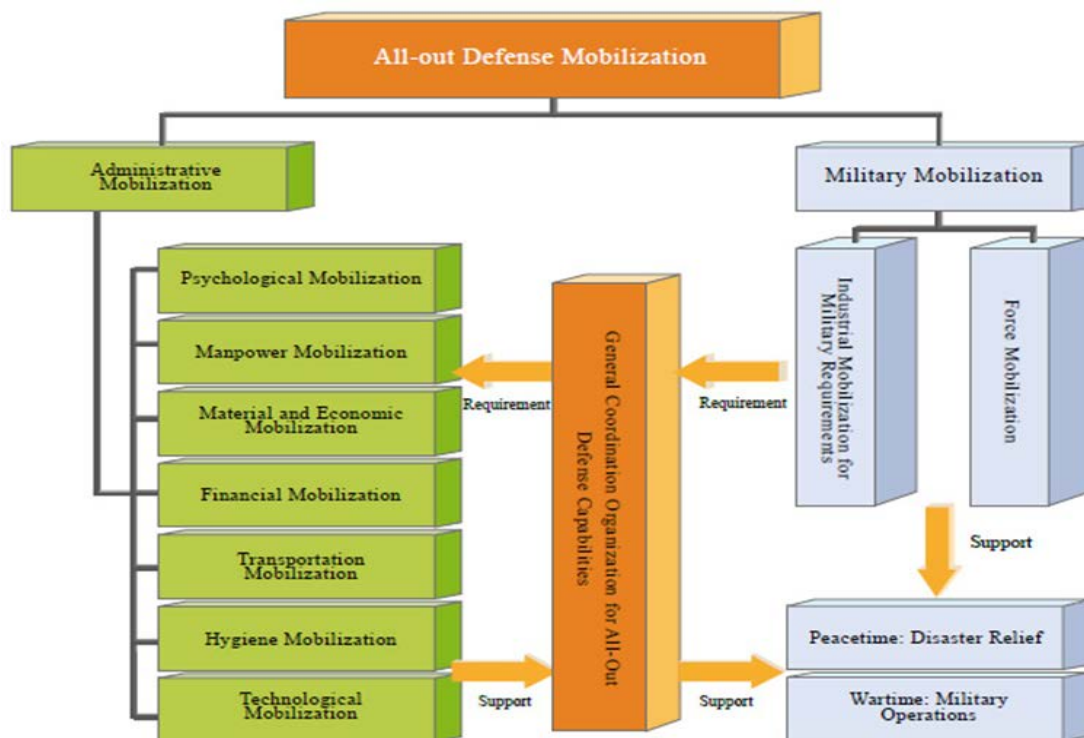 All-out Defense Mobilization
Administrative
Mobilization
Military Mobilization
Psychological Mobilization
Manpower Mobilization
Material and Economic
Mobilization
Financial Mobilization
Transportation
Mobilization
Hygiene Mobilization
Technological
Mobilization
Requirement
Support
General Coordination Organization for All-Out
Defense Capabilities
Requirement
Support
Industrial Mobilization for
Military Requirements
Force Mobilization
Support
Peacetime: Disaster Relief
Wartime: Military
Operations